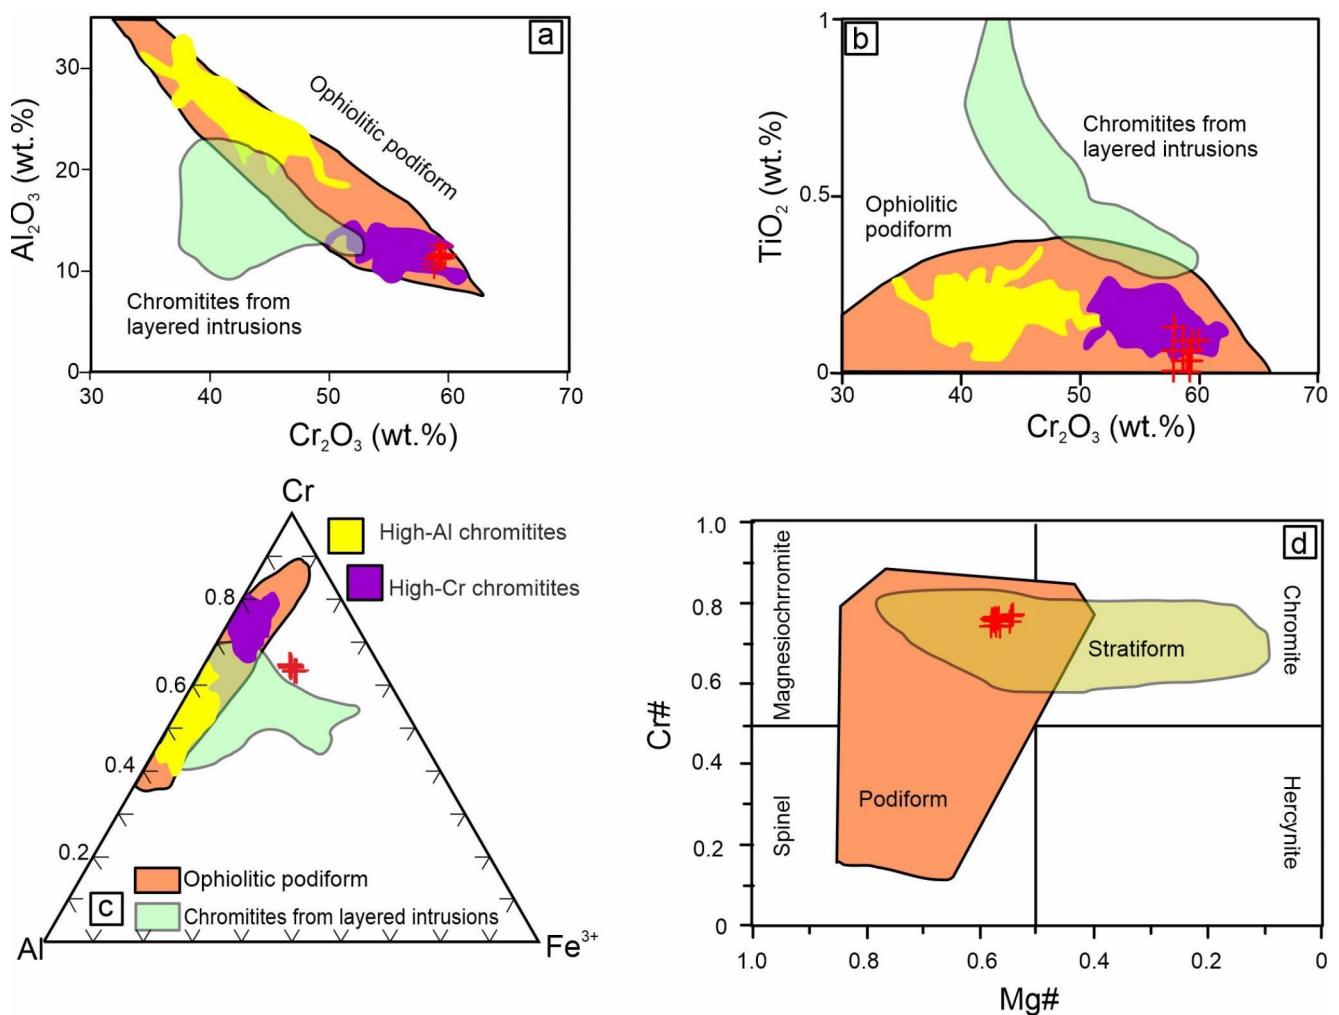 a
30
20
10
0
Al₂O₃ (wt.%)
Ophiolitic podiform
Chromitites from
layered intrusions
30
40
50
60
70
Cr₂O₃ (wt.%)
b
1
0.5
0
TiO₂ (wt.%)
Chromitites from
layered intrusions
Ophiolitic
podiform
30
40
50
60
70
Cr₂O₃ (wt.%)
Cr
High-Al chromitites
High-Cr chromitites
0.8
0.6
0.4
0.2
Ophiolitic podiform
c
Chromitites from layered intrusions
Al
Fe³⁺
d
1.0
0.8
0.6
0.4
0.2
0
Cr#
Magnesiochrromite
Chromite
Stratiform
Podiform
Spinel
Hercynite
1.0
0.8
0.6
0.4
0.2
0
Mg#